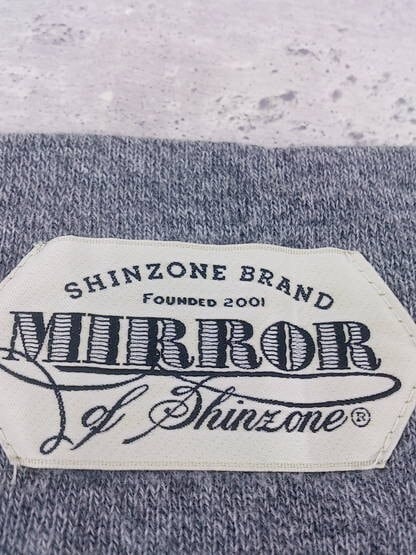 SHINZONE BRAND
FOUNDED 2001
MIRROR
of Shinzone®